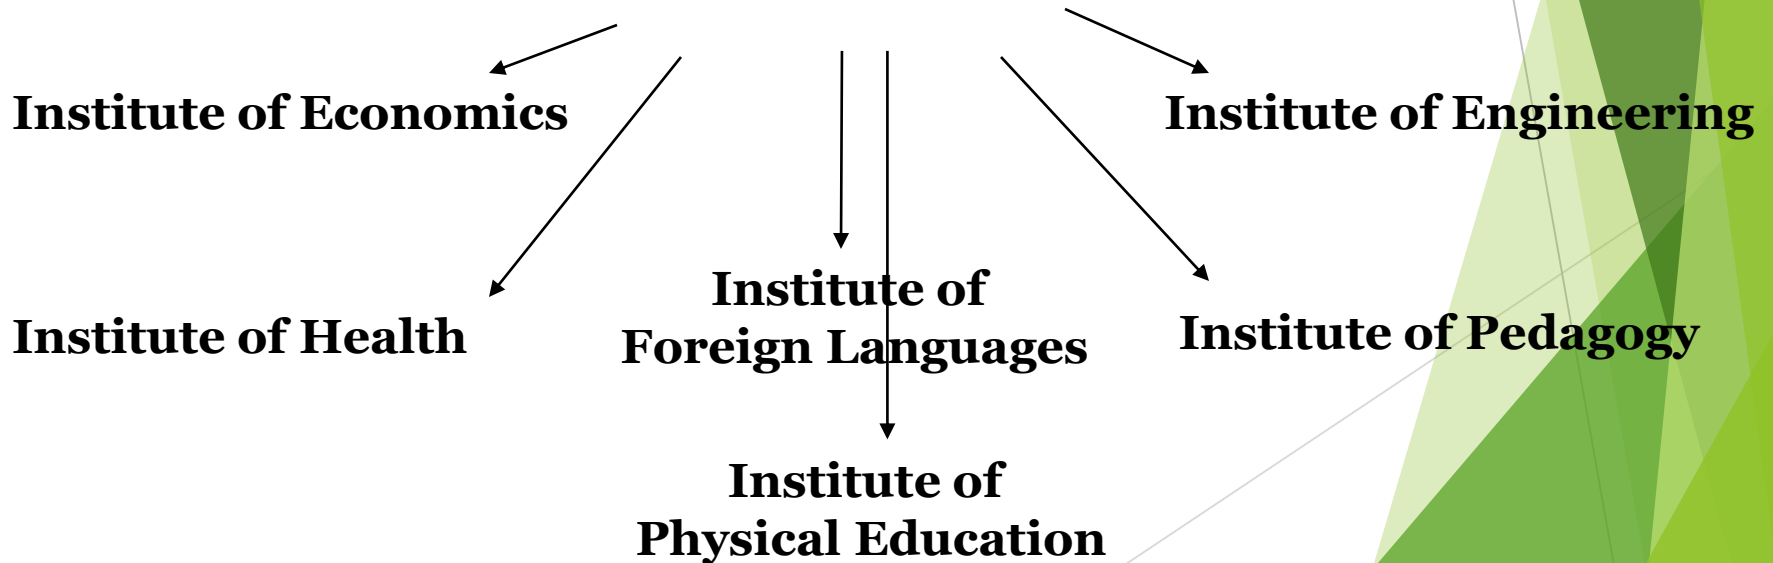 Institute of Economics
Institute of Engineering
Institute of Health
Institute of
Foreign Languages
Institute of Pedagogy
Institute of
Physical Education